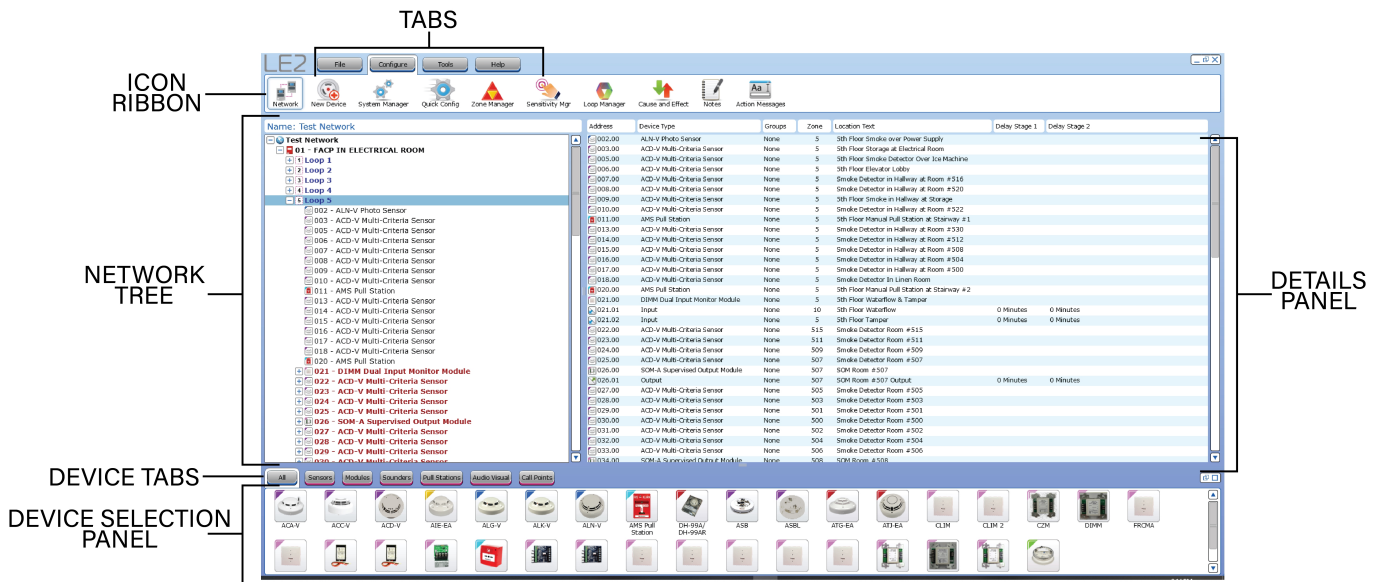 TABS
LE2 File Configure Tools Help
ICON
RIBBON
Network New Device System Manager Quick Config Zone Manager Sensitivity Mgr Loop Manager Cause and Effect Notes Action Messages
Aa
Name: Test Network
Test Network
01 - FACP IN ELECTRICAL ROOM
1 Loop 1
2 Loop 2
3 Loop 3
4 Loop 4
5 Loop 5
002 - ALN-V Photo Sensor
003 - ACD-V Multi-Criteria Sensor
005 - ACD-V Multi-Criteria Sensor
006 - ACD-V Multi-Criteria Sensor
007 - ACD-V Multi-Criteria Sensor
008 - ACD-V Multi-Criteria Sensor
009 - ACD-V Multi-Criteria Sensor
010 - ACD-V Multi-Criteria Sensor
011 - AMS Pull Station
013 - ACD-V Multi-Criteria Sensor
014 - ACD-V Multi-Criteria Sensor
015 - ACD-V Multi-Criteria Sensor
016 - ACD-V Multi-Criteria Sensor
017 - ACD-V Multi-Criteria Sensor
018 - ACD-V Multi-Criteria Sensor
020 - AMS Pull Station
021 - DIMM Dual Input Monitor Module
022 - ACD-V Multi-Criteria Sensor
023 - ACD-V Multi-Criteria Sensor
024 - ACD-V Multi-Criteria Sensor
025 - ACD-V Multi-Criteria Sensor
026 - SOM-A Supervised Output Module
027 - ACD-V Multi-Criteria Sensor
028 - ACD-V Multi-Criteria Sensor
029 - ACD-V Multi-Criteria Sensor
030 - ACD-V Multi-Criteria Sensor
NETWORK
TREE
Address Device Type Groups Zone Location Text Delay Stage 1 Delay Stage 2
002.00 ALN-V Photo Sensor None 5 5th Floor Smoke over Power Supply
003.00 ACD-V Multi-Criteria Sensor None 5 5th Floor Storage at Electrical Room
005.00 ACD-V Multi-Criteria Sensor None 5 5th Floor Smoke Detector Over Ice Machine
006.00 ACD-V Multi-Criteria Sensor None 5 5th Floor Elevator Lobby
007.00 ACD-V Multi-Criteria Sensor None 5 Smoke Detector in Hallway at Room #516
008.00 ACD-V Multi-Criteria Sensor None 5 Smoke Detector in Hallway at Room #520
009.00 ACD-V Multi-Criteria Sensor None 5 5th Floor Smoke in Hallway at Storage
010.00 ACD-V Multi-Criteria Sensor None 5 Smoke Detector in Hallway at Room #522
011.00 AMS Pull Station None 5 5th Floor Manual Pull Station at Stairway #1
013.00 ACD-V Multi-Criteria Sensor None 5 Smoke Detector in Hallway at Room #530
014.00 ACD-V Multi-Criteria Sensor None 5 Smoke Detector in Hallway at Room #512
015.00 ACD-V Multi-Criteria Sensor None 5 Smoke Detector in Hallway at Room #508
016.00 ACD-V Multi-Criteria Sensor None 5 Smoke Detector in Hallway at Room #504
017.00 ACD-V Multi-Criteria Sensor None 5 Smoke Detector in Hallway at Room #500
018.00 ACD-V Multi-Criteria Sensor None 5 Smoke Detector In Linen Room
020.00 AMS Pull Station None 5 5th Floor Manual Pull Station at Stairway #2
021.00 DIMM Dual Input Monitor Module None 5 5th Floor Waterflow & Tamper
021.01 Input None 10 5th Floor Waterflow 0 Minutes 0 Minutes
021.02 Input None 5 5th Floor Tamper 0 Minutes 0 Minutes
022.00 ACD-V Multi-Criteria Sensor None 515 Smoke Detector Room #515
023.00 ACD-V Multi-Criteria Sensor None 511 Smoke Detector Room #511
024.00 ACD-V Multi-Criteria Sensor None 509 Smoke Detector Room #509
025.00 ACD-V Multi-Criteria Sensor None 507 Smoke Detector Room #507
026.00 SOM-A Supervised Output Module None 507 SOM Room #507
026.01 Output None 507 SOM Room #507 Output 0 Minutes 0 Minutes
027.00 ACD-V Multi-Criteria Sensor None 505 Smoke Detector Room #505
028.00 ACD-V Multi-Criteria Sensor None 503 Smoke Detector Room #503
029.00 ACD-V Multi-Criteria Sensor None 501 Smoke Detector Room #501
030.00 ACD-V Multi-Criteria Sensor None 500 Smoke Detector Room #500
031.00 ACD-V Multi-Criteria Sensor None 502 Smoke Detector Room #502
032.00 ACD-V Multi-Criteria Sensor None 504 Smoke Detector Room #504
033.00 ACD-V Multi-Criteria Sensor None 506 Smoke Detector Room #506
034.00 SOM-A Supervised Output Module None 508 SOM Room #508
DETAILS
PANEL
DEVICE TABS
All Sensors Modules Sounders Pull Stations Audio Visual Call Points
DEVICE SELECTION
PANEL
ACA-V ACC-V ACD-V AIE-EA ALG-V ALK-V ALN-V AMS Pull Station DH-99A/ DH-99AR ASB ASBL ATG-EA ATJ-EA CLIM CLIM 2 CZM DIMM FRCMA